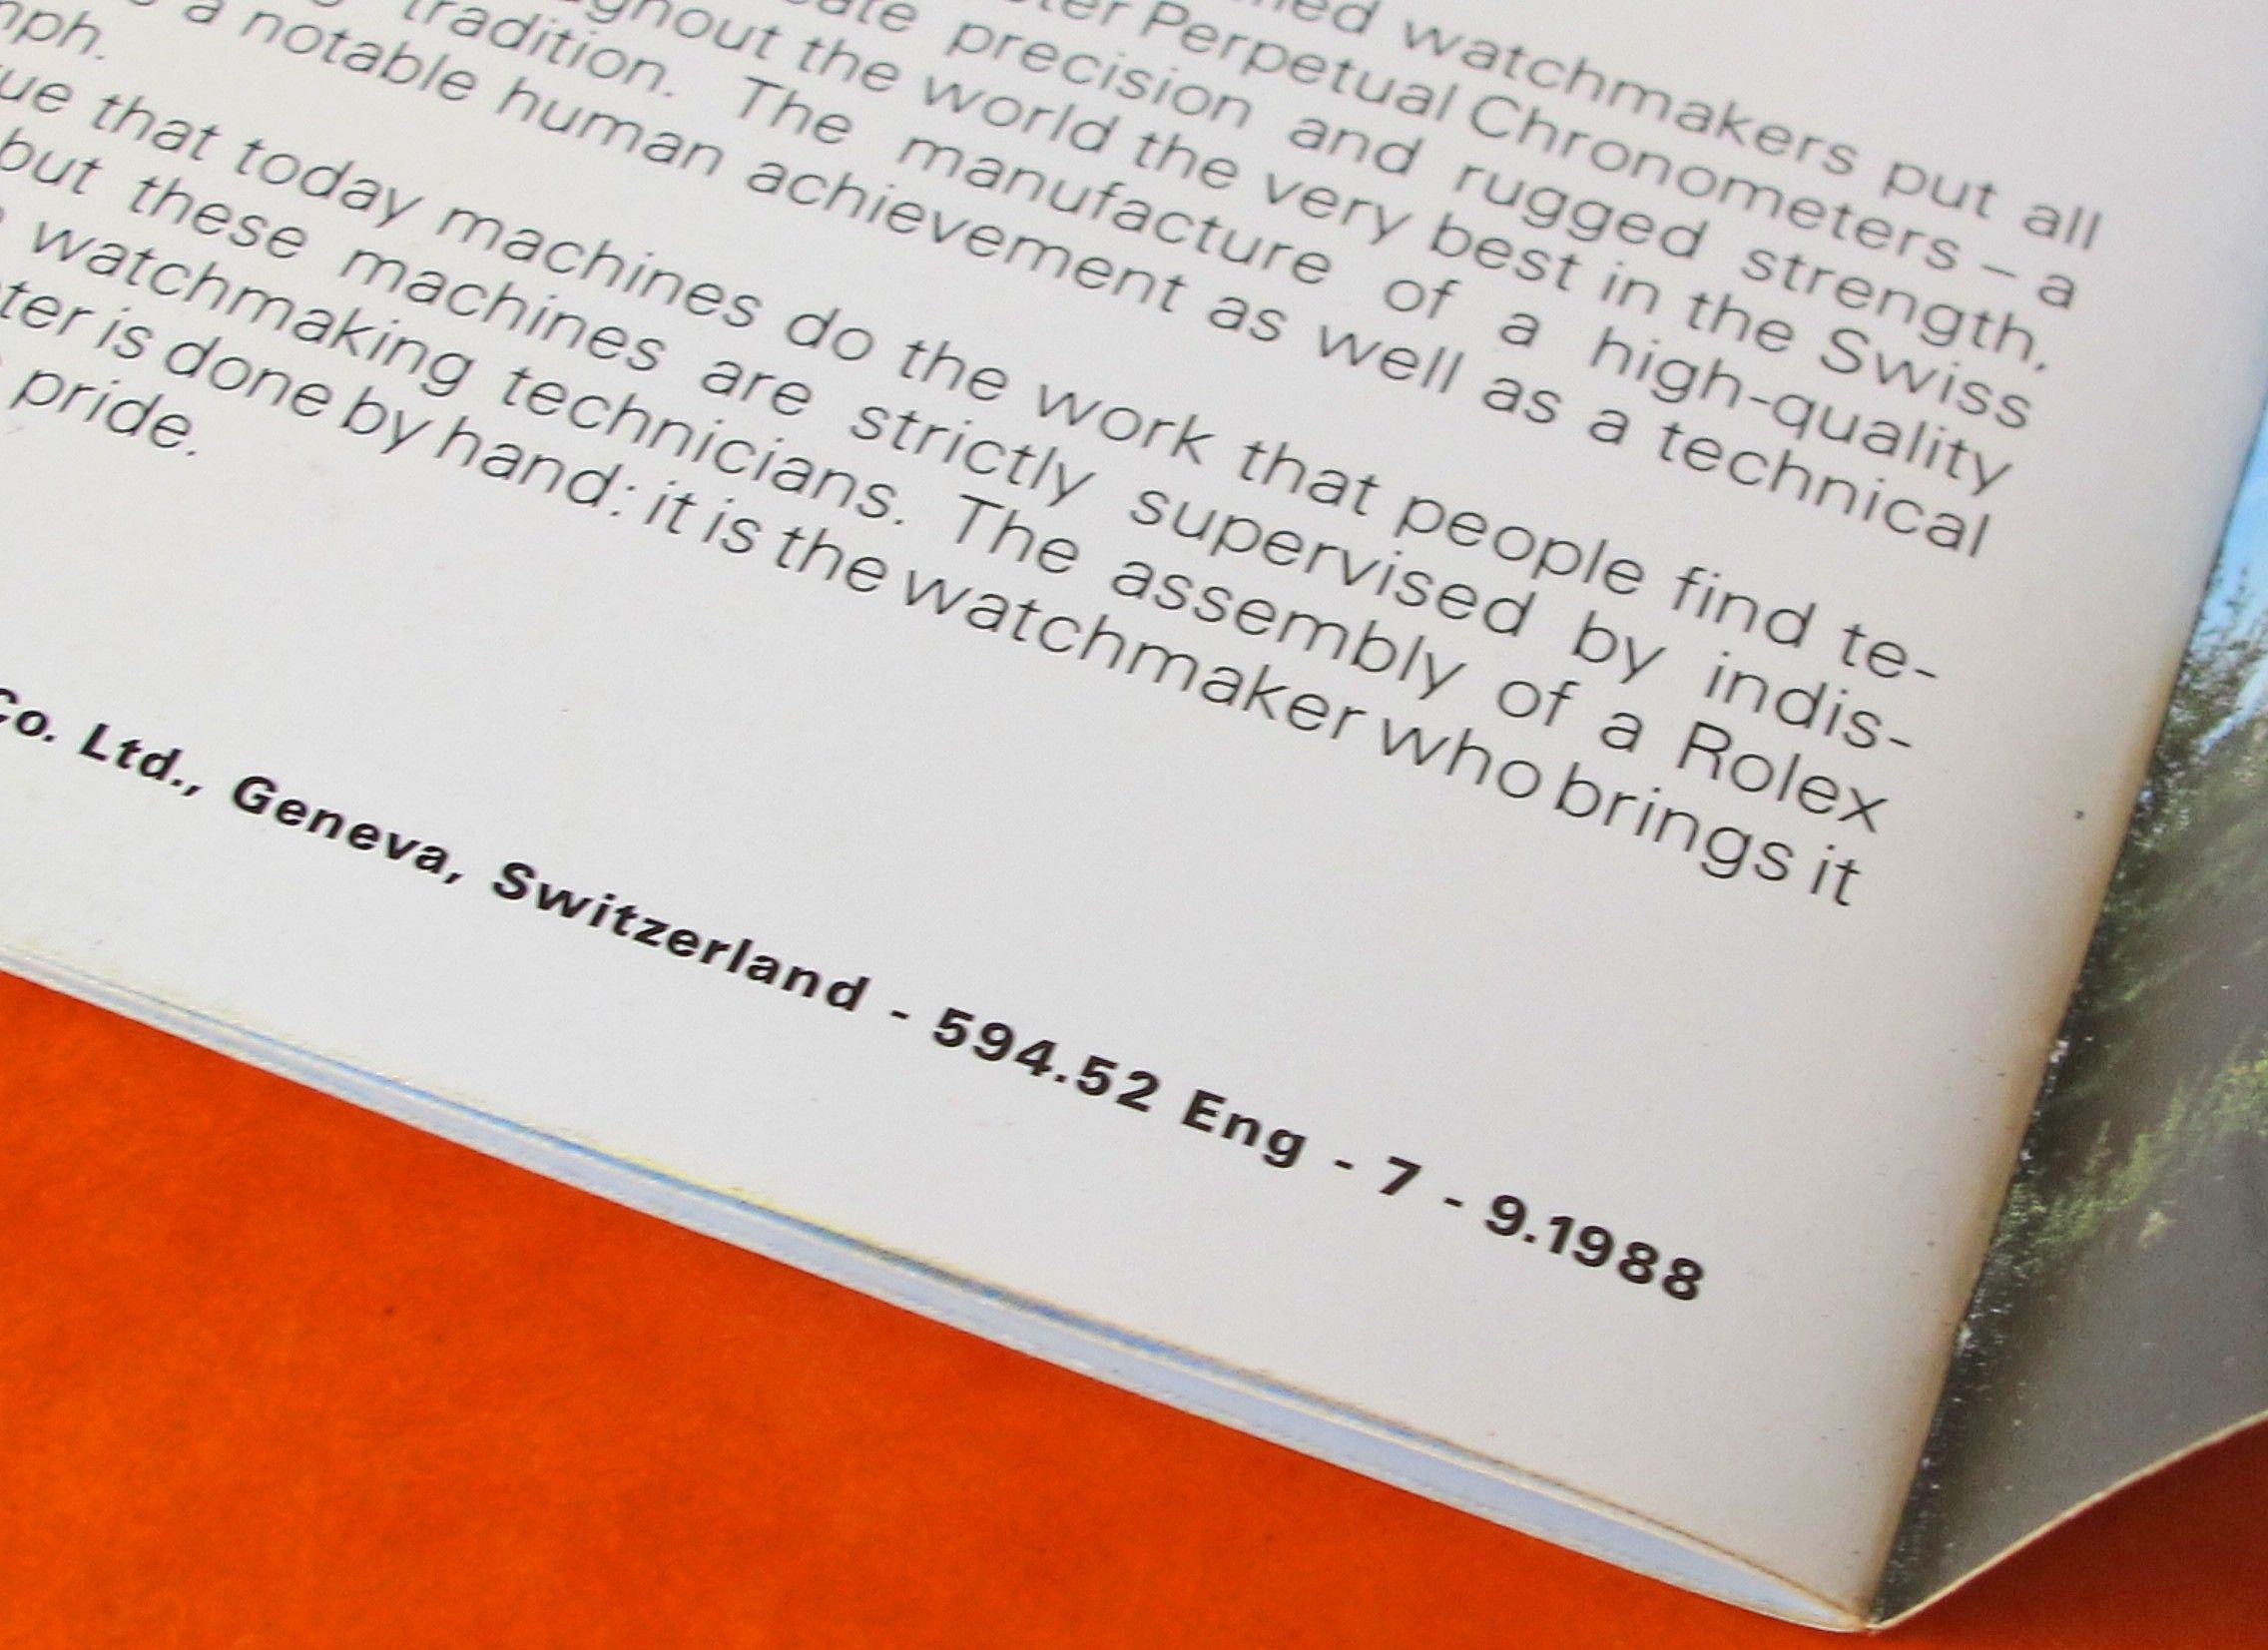 watchmakers put all
Perpetual Chronometers – a
precision and rugged strength,
the world the very best in the Swiss
tradition. The manufacture of a high-quality
a notable human achievement as well as a technical
that today machines do the work that people find te-
but these machines are strictly supervised by indis-
watchmaking technicians. The assembly of a Rolex
is done by hand: it is the watchmaker who brings it
pride.
Co. Ltd., Geneva, Switzerland - 594.52 Eng - 7 - 9.1988